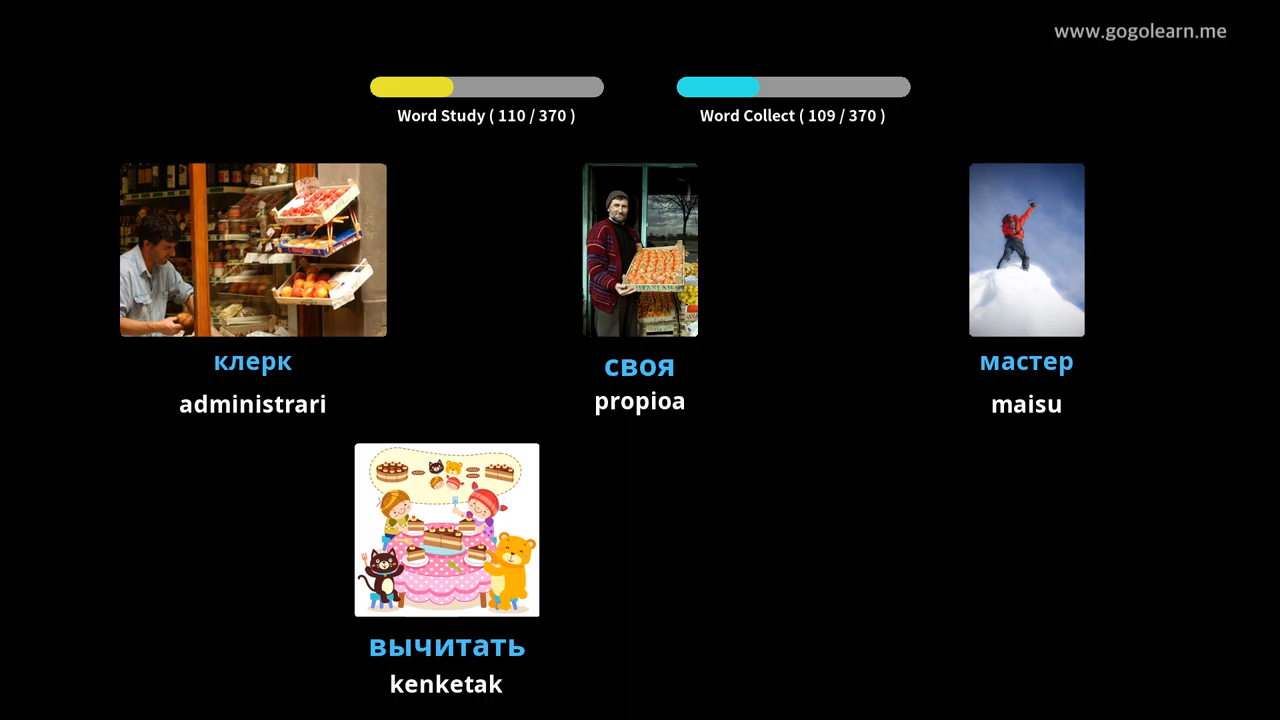 www.gogolearn.me
Word Study ( 110 / 370 )
Word Collect ( 109 / 370 )
клерк
своя
мастер
administrari
propioa
maisu
вычитать
kenketak